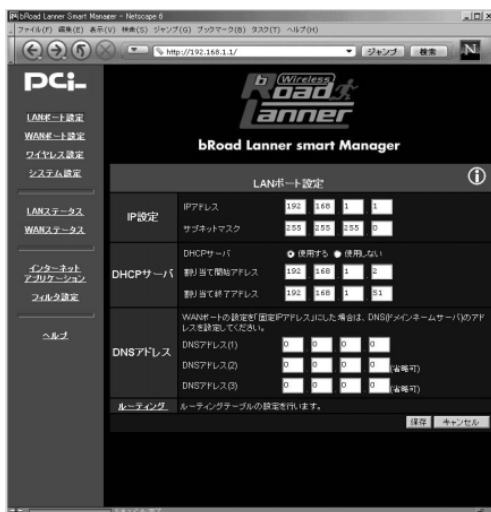 bRoad Lanner Smart Manager - Netscape 6
ファイル(F) 編集(E) 表示(V) 検索(S) ジャンプ(G) ブックマーク(B) タスク(T) ヘルプ(H)
http://192.168.1.1/
ジャンプ
検索
N
PCi
b Wireless
Road
Lanner
bRoad Lanner smart Manager
LANポート設定
WANポート設定
ワイヤレス設定
システム設定
LANステータス
WANステータス
インターネット
アプリケーション
フィルタ設定
ヘルプ
LANポート設定
IP設定
IPアドレス 192 168 1 1
サブネットマスク 255 255 255 0
DHCPサーバ
DHCPサーバ 使用する 使用しない
割り当て開始アドレス 192 168 1 2
割り当て終了アドレス 192 168 1 51
DNSアドレス
WANポートの設定を「固定IPアドレス」にした場合は、DNS(ドメインネームサーバ)のアド
レスを設定してください。
DNSアドレス(1) 0 0 0 0
DNSアドレス(2) 0 0 0 0 (省略可)
DNSアドレス(3) 0 0 0 0 (省略可)
ルーティング ルーティングテーブルの設定を行います。
保存 キャンセル